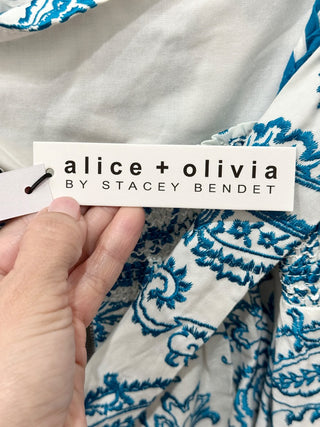 alice + olivia
BY STACEY BENDET